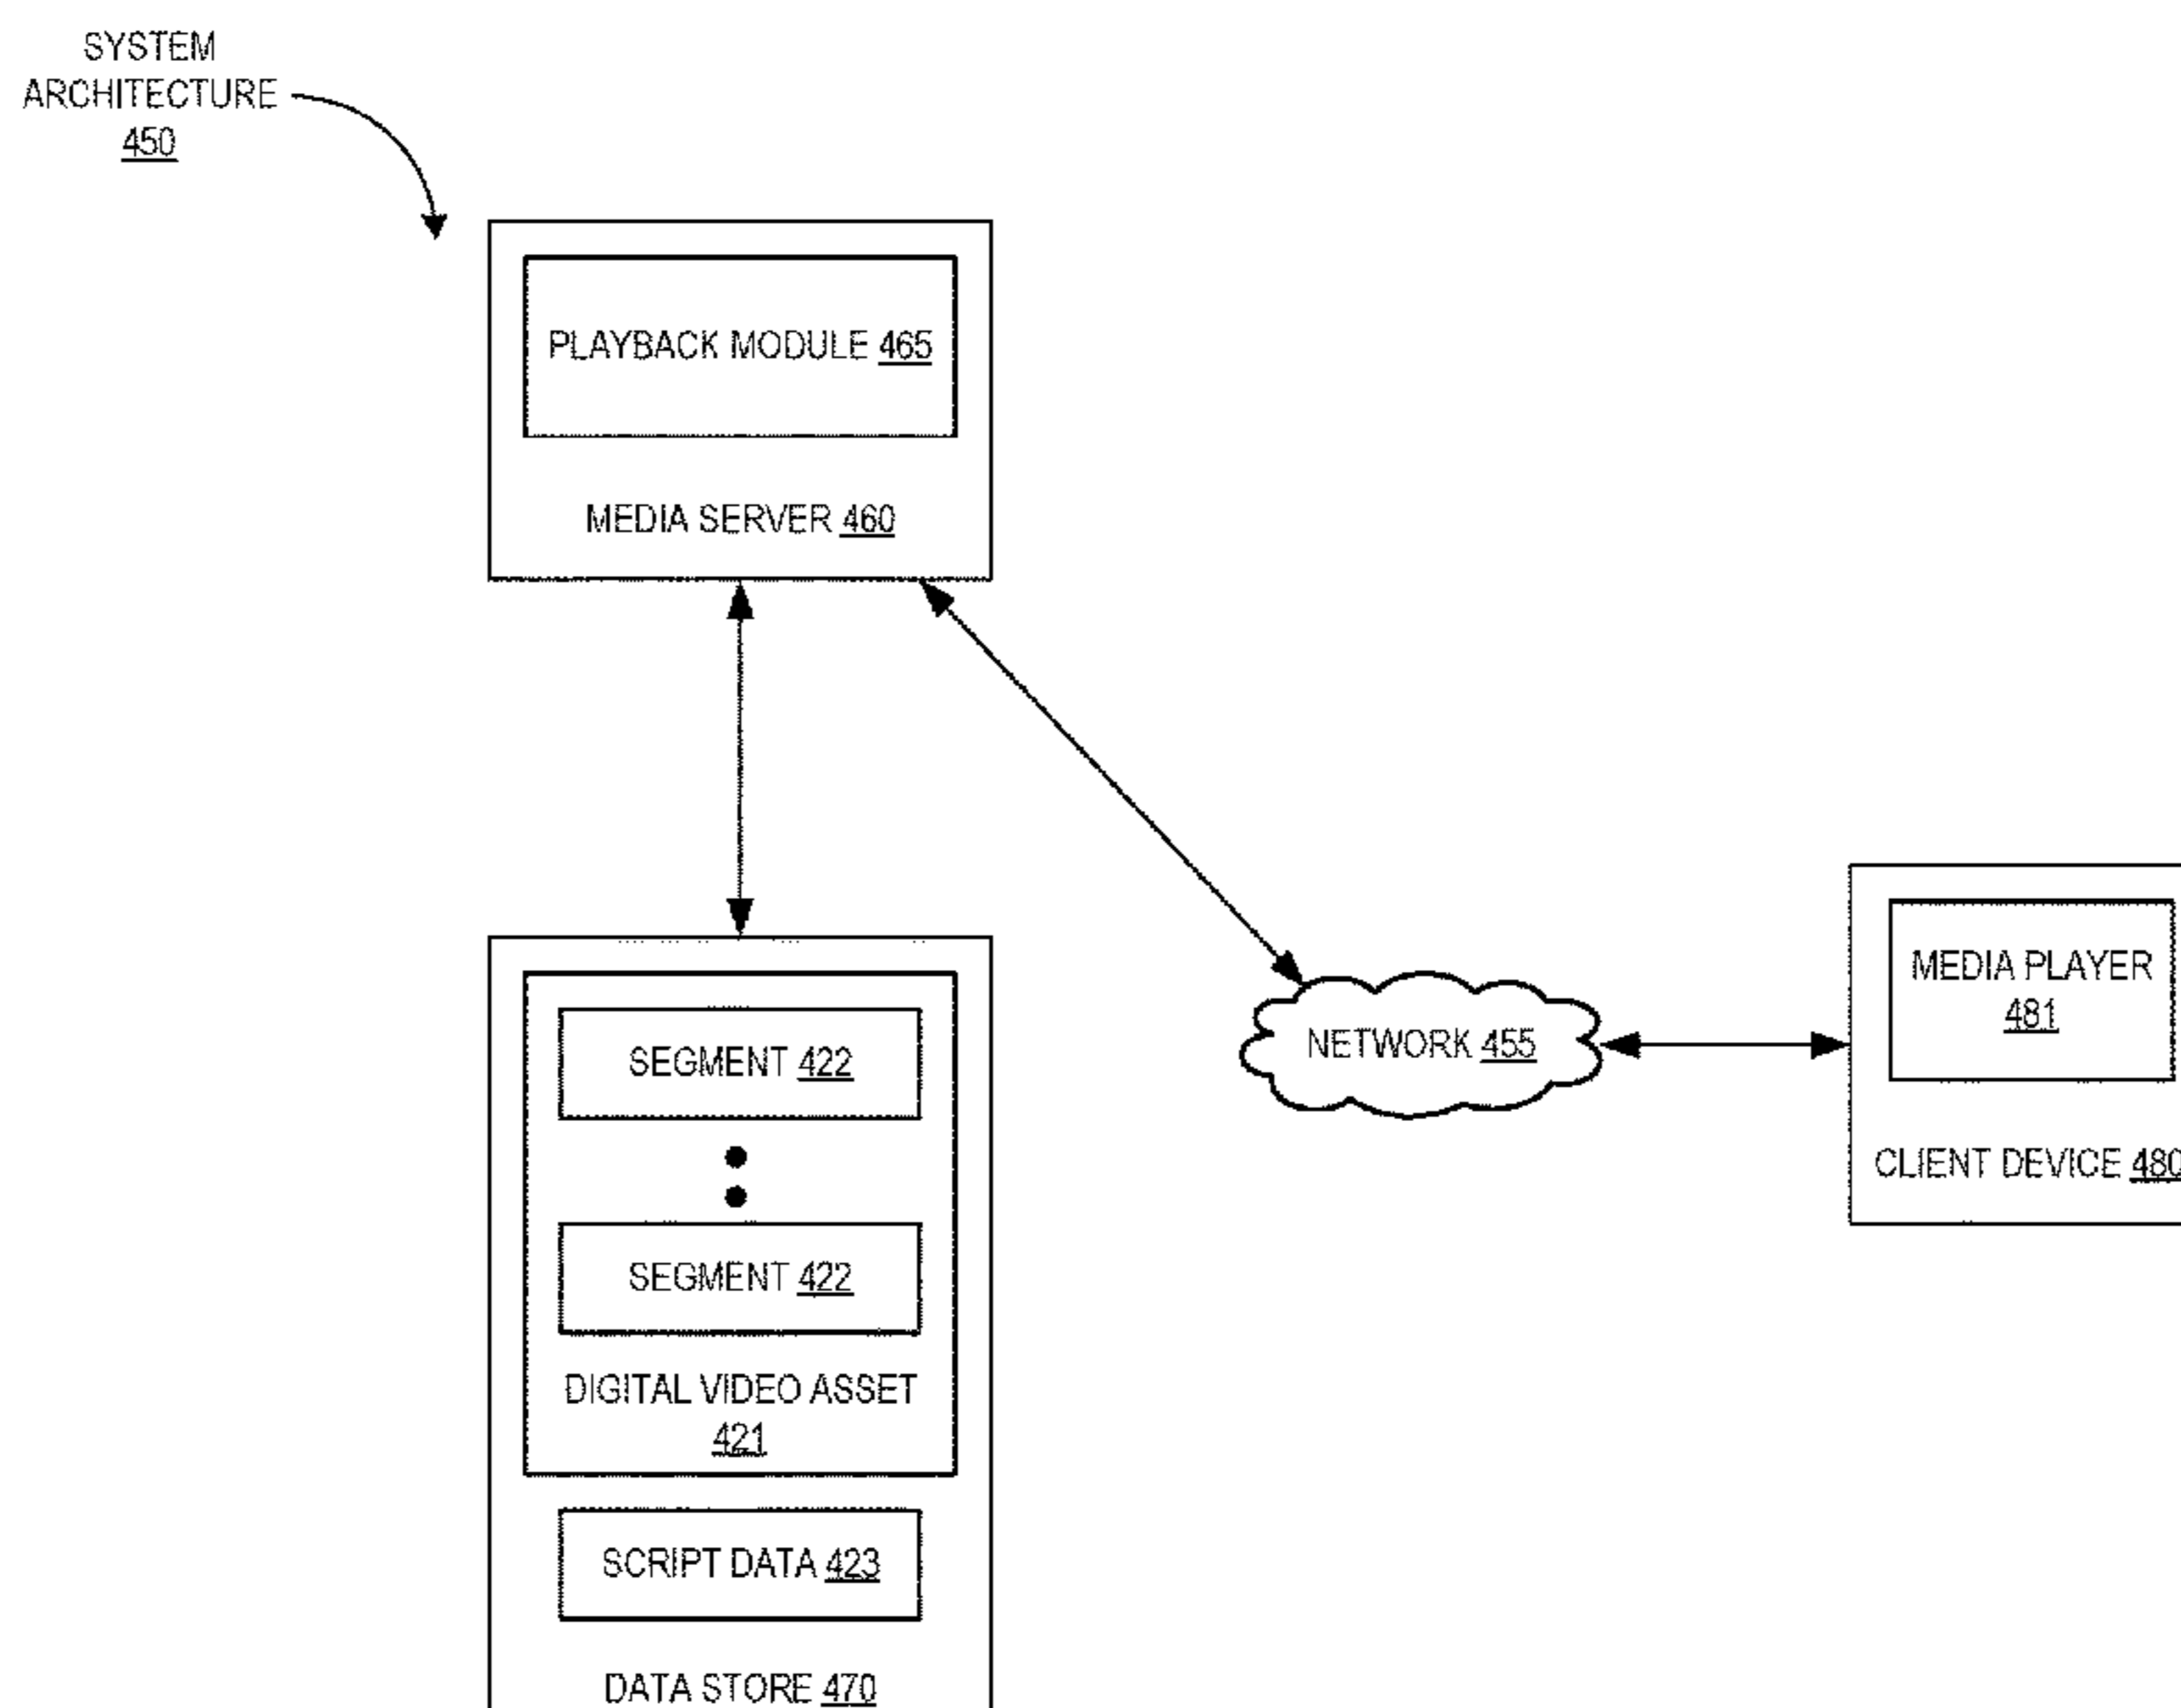 SYSTEM
ARCHITECTURE
450
PLAYBACK MODULE 465
MEDIA SERVER 460
MEDIA PLAYER
481
SEGMENT 422
NETWORK 455
CLIENT DEVICE 480
SEGMENT 422
DIGITAL VIDEO ASSET
421
SCRIPT DATA 423
DATA STORE 470